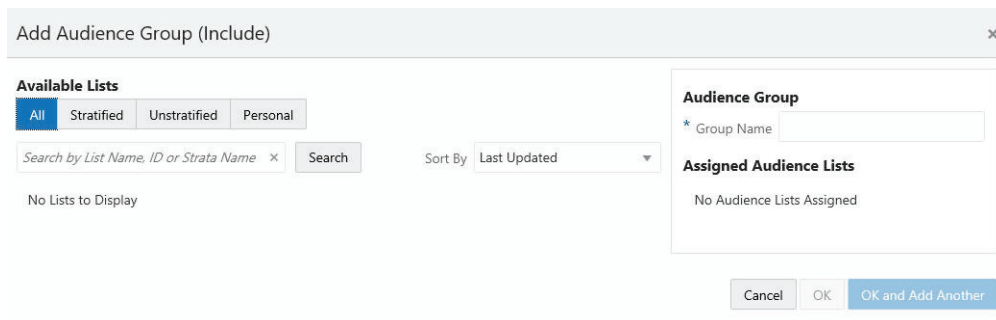 Add Audience Group (Include)
×
Available Lists
All Stratified Unstratified Personal
Search by List Name, ID or Strata Name × Search Sort By Last Updated
No Lists to Display
Audience Group
* Group Name
Assigned Audience Lists
No Audience Lists Assigned
Cancel OK OK and Add Another